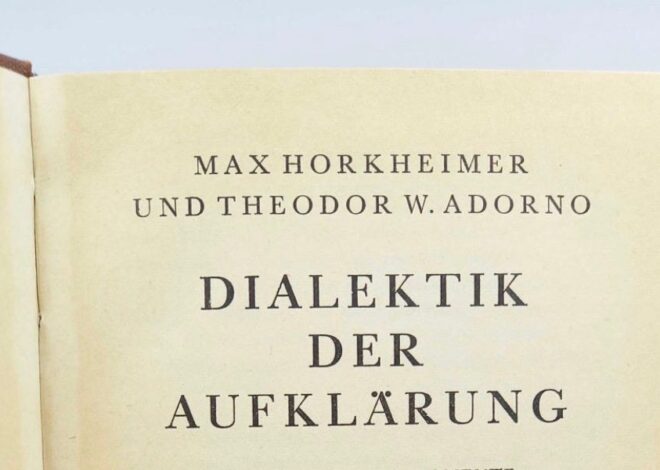 MAX HORKHEIMER
UND THEODOR W. ADORNO
DIALEKTIK
DER
AUFKLÄRUNG